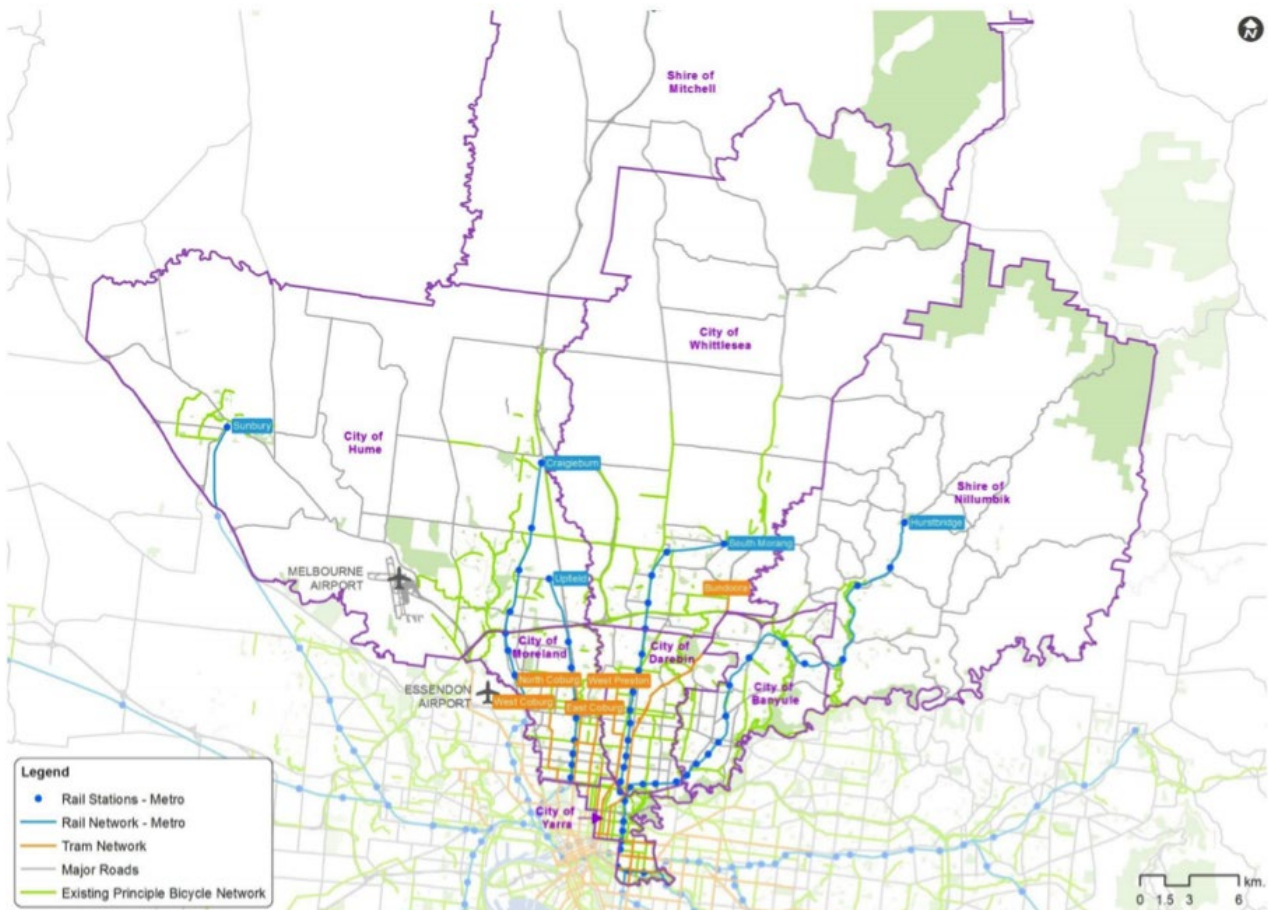 N
Shire of
Mitchell
City of
Whittlesea
Sunbury
City of
Hume
Craigieburn
Shire of
Nillumbik
Hurstbridge
South Morang
MELBOURNE
AIRPORT
Upfield
Bundoora
City of
Moreland
City of
Darebin
North Coburg
West Preston
ESSENDON
AIRPORT
West Coburg
East Coburg
City of
Banyule
City of
Yarra
Legend
Rail Stations - Metro
Rail Network - Metro
Tram Network
Major Roads
Existing Principle Bicycle Network
km.
0 1.5 3 6